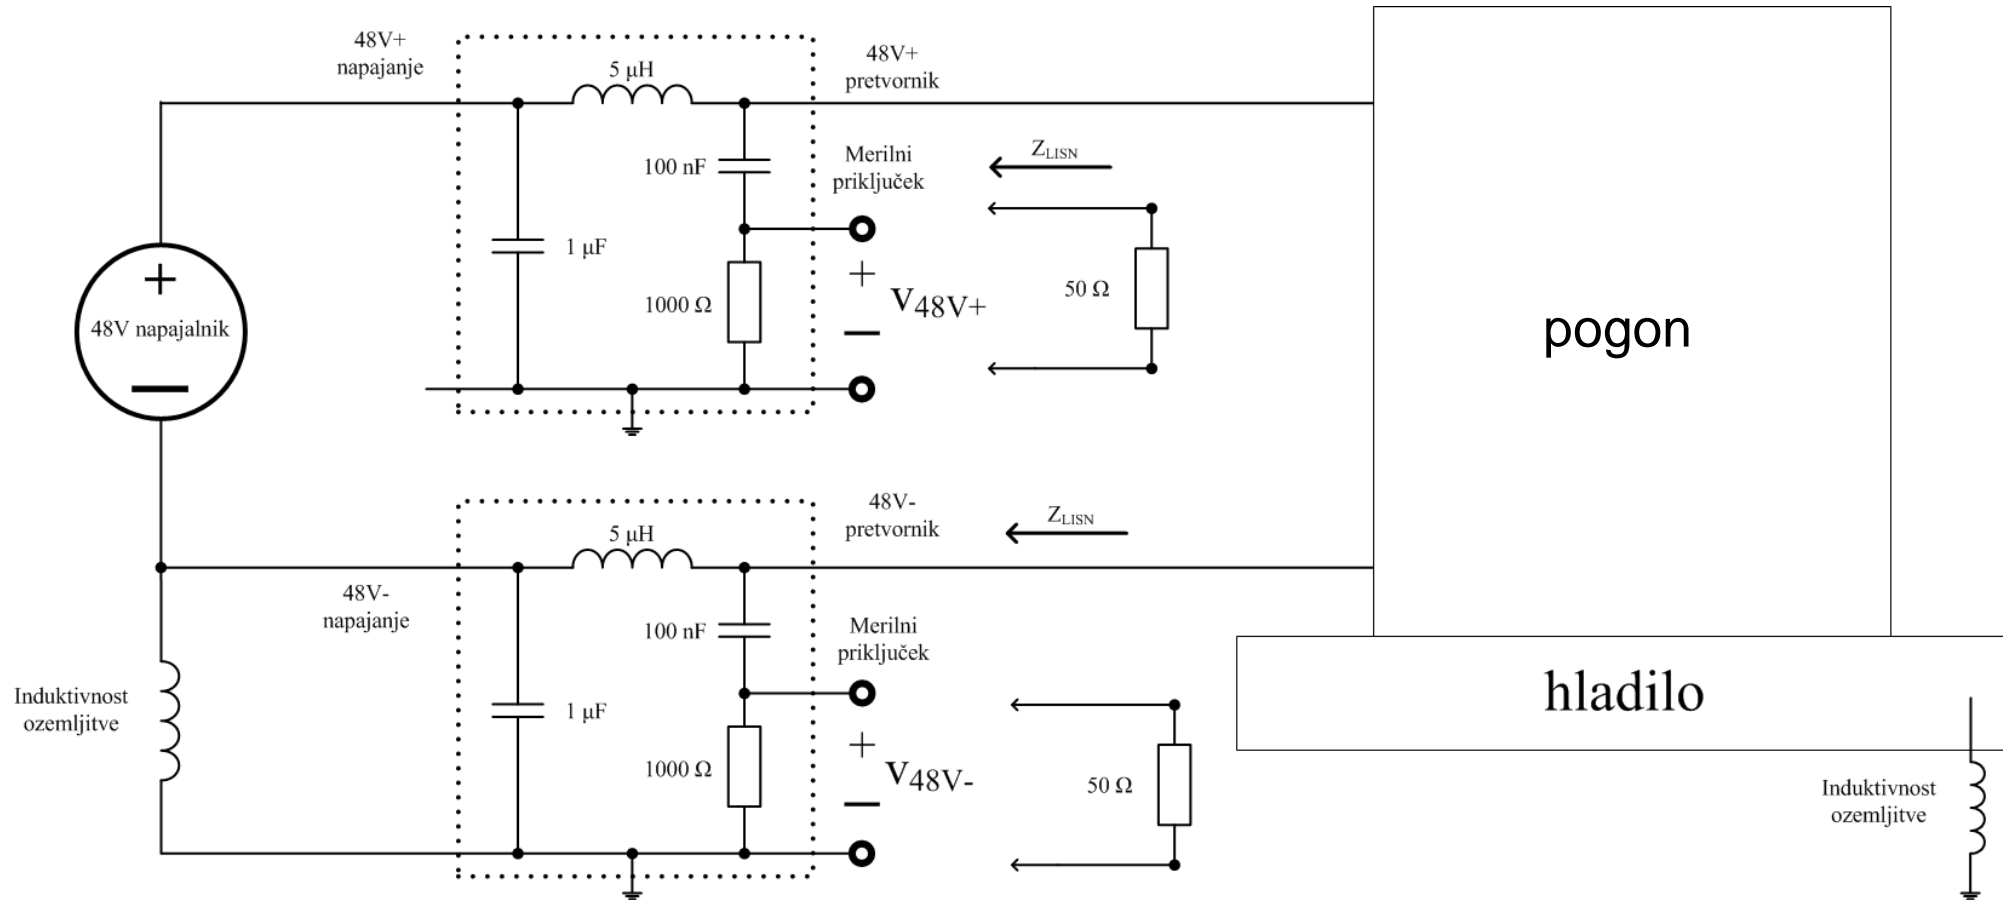 48V+
napajanje
5 μH
48V+
pretvornik
100 nF
Merilni
priključek
Z_LISN
1 μF
+
48V napajalnik
1000 Ω
+
V48V+
50 Ω
pogon
48V-
pretvornik
Z_LISN
5 μH
48V-
napajanje
100 nF
Merilni
priključek
Induktivnost
ozemljitve
1 μF
1000 Ω
+
V48V-
50 Ω
hladilo
Induktivnost
ozemljitve